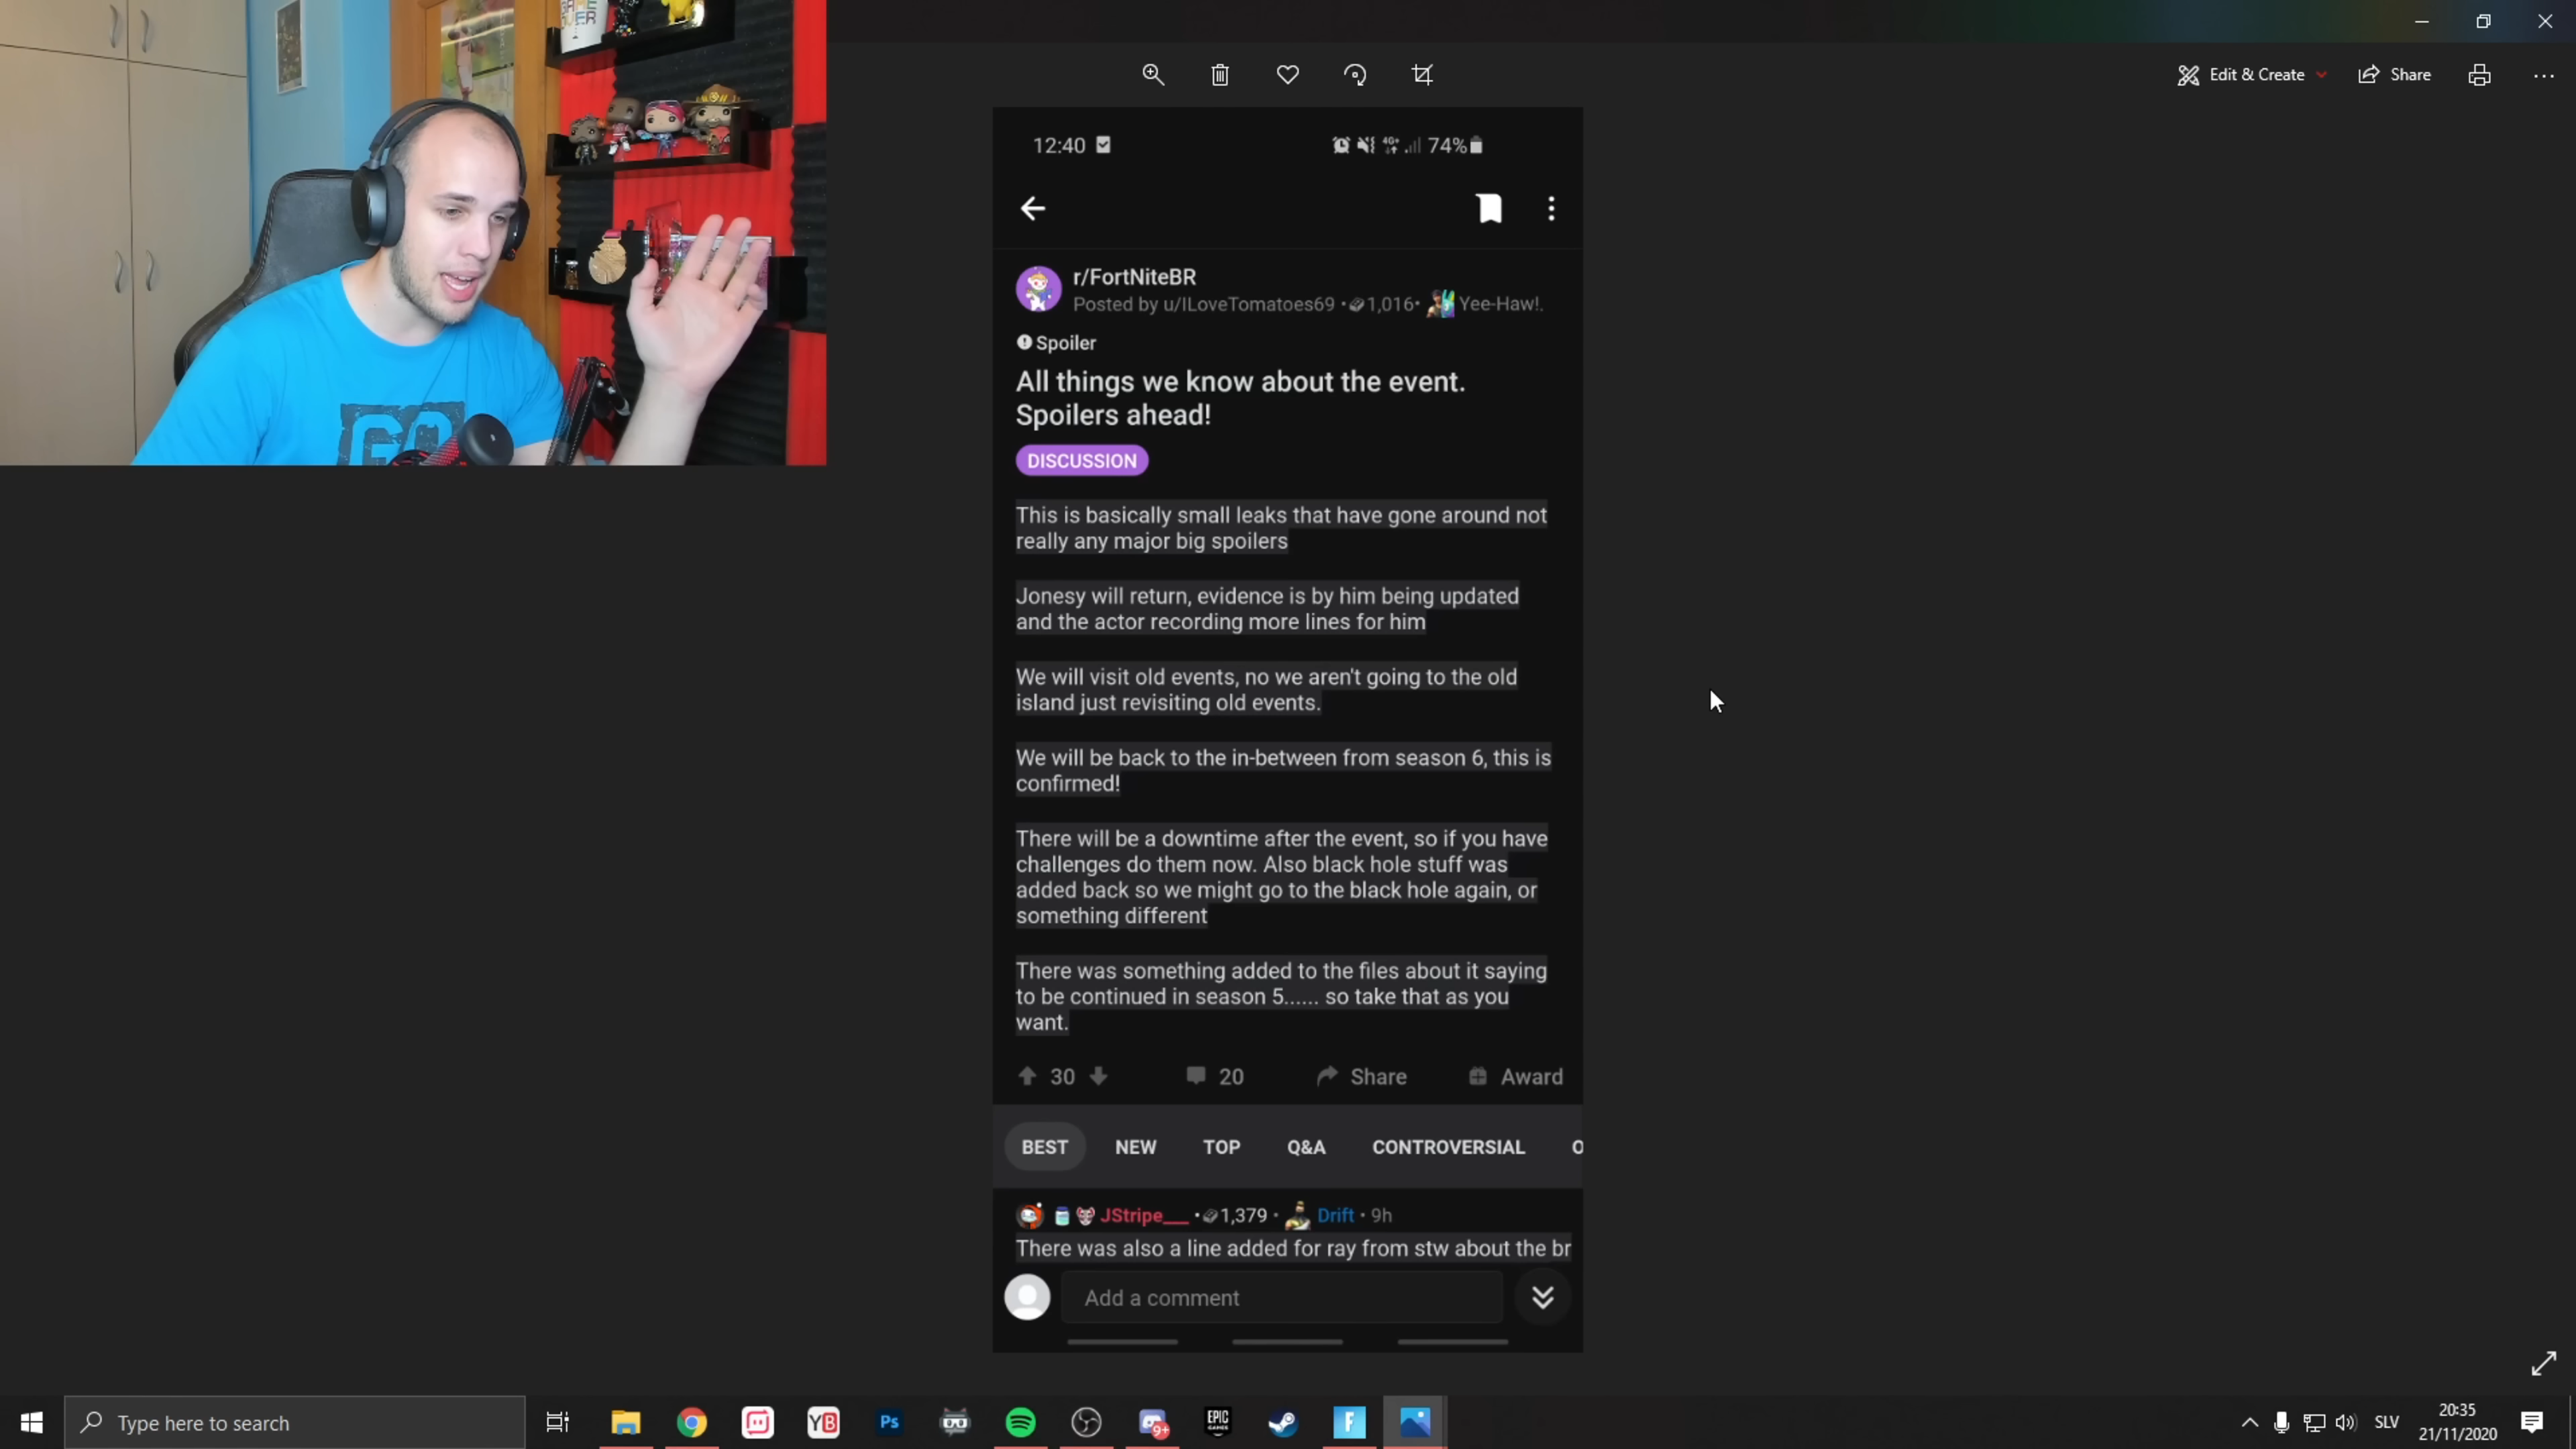 GAME
OVER
Edit & Create
Share
12:40
4G+
74%
r/FortNiteBR
Posted by u/ILoveTomatoes69 • 1,016 • Yee-Haw!.
Spoiler
All things we know about the event.
Spoilers ahead!
DISCUSSION
This is basically small leaks that have gone around not
really any major big spoilers
Jonesy will return, evidence is by him being updated
and the actor recording more lines for him
We will visit old events, no we aren't going to the old
island just revisiting old events.
We will be back to the in-between from season 6, this is
confirmed!
There will be a downtime after the event, so if you have
challenges do them now. Also black hole stuff was
added back so we might go to the black hole again, or
something different
There was something added to the files about it saying
to be continued in season 5...... so take that as you
want.
30
20
Share
Award
BEST NEW TOP Q&A CONTROVERSIAL O
JStripe___ • 1,379 • Drift • 9h
There was also a line added for ray from stw about the br
Add a comment
Type here to search
YB
Ps
9+
EPIC
GAMES
F
SLV
20:35
21/11/2020